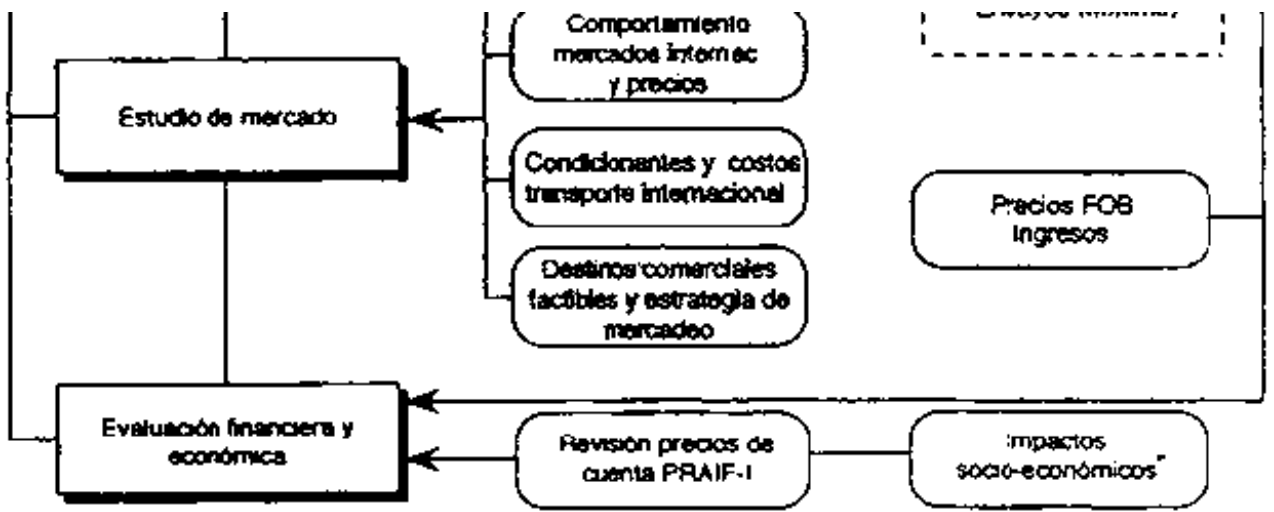 Comportamiento
mercados internac
y precios
Estudio de mercado
Condicionantes y costos
transporte internacional
Precios FOB
Ingresos
Destinos comerciales
factibles y estrategia de
mercadeo
Evaluación financiera y
económica
Revisión precios de
cuenta PRAIF-I
Impactos
socio-económicos*